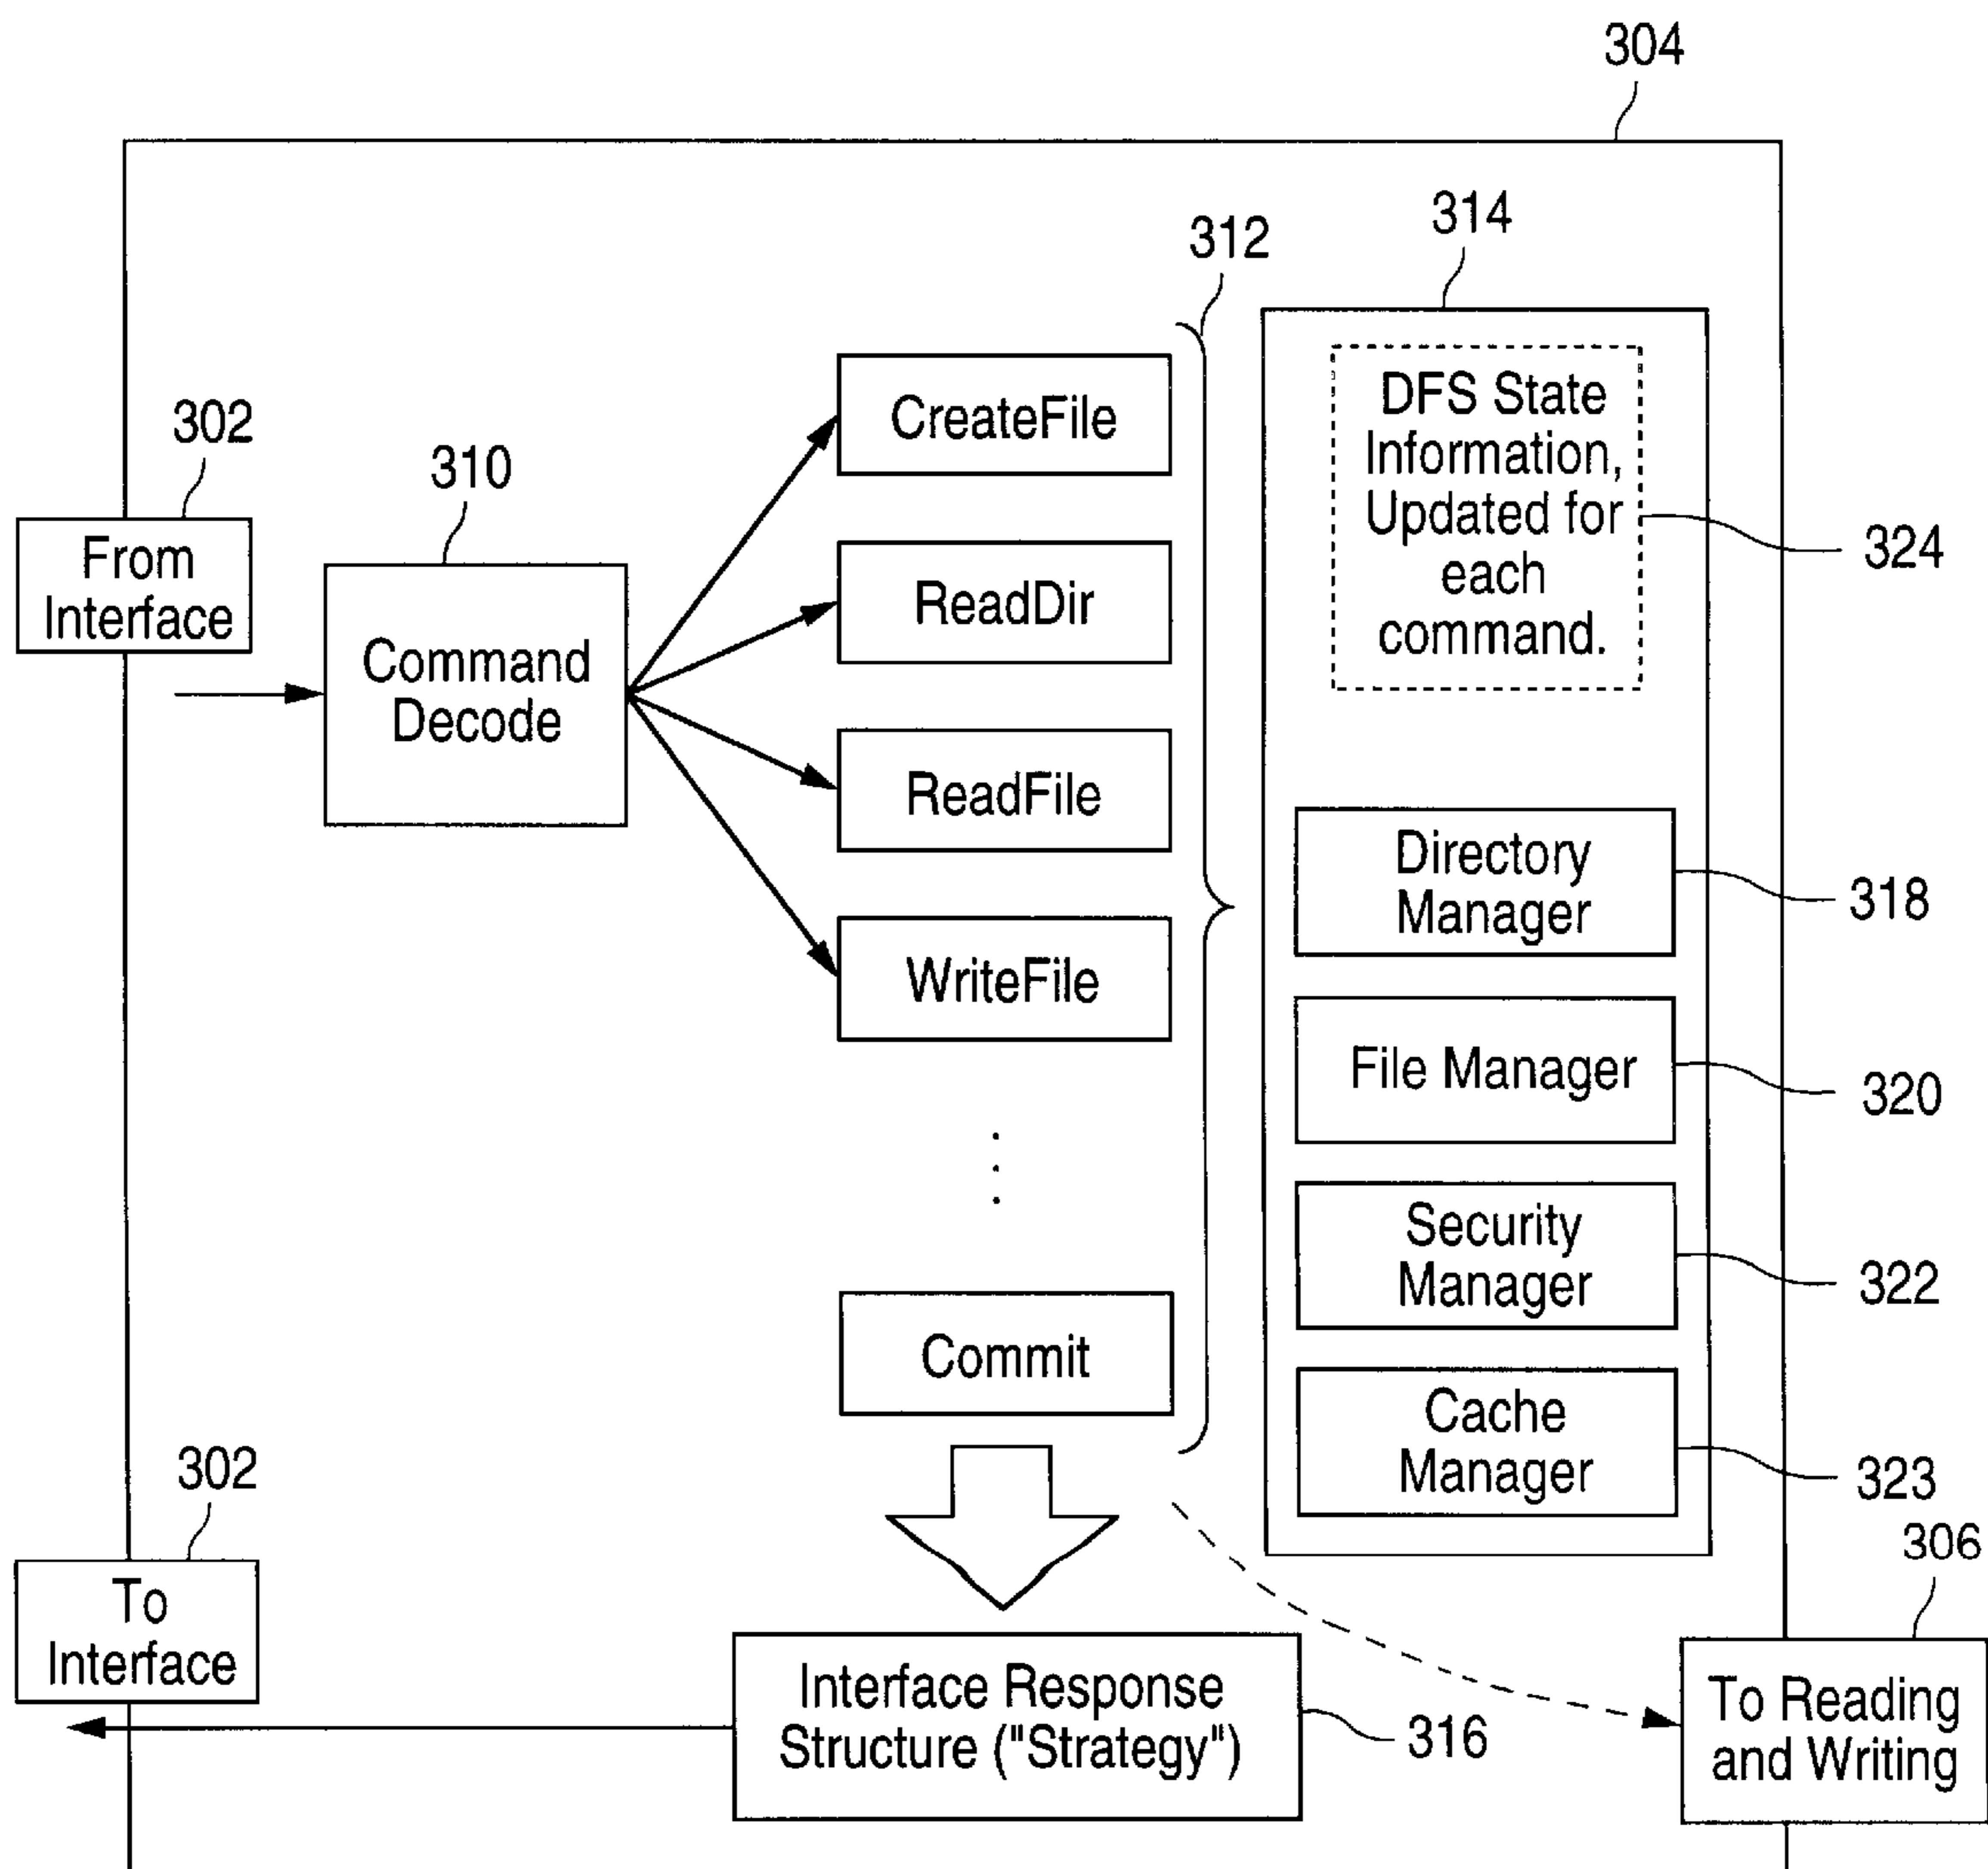 304
314
312
302
310
From
Interface
Command
Decode
CreateFile
ReadDir
ReadFile
WriteFile
.
.
.
Commit
DFS State
Information,
Updated for
each
command.
324
Directory
Manager
318
File Manager
320
Security
Manager
322
Cache
Manager
323
302
To
Interface
Interface Response
Structure ("Strategy")
316
306
To Reading
and Writing